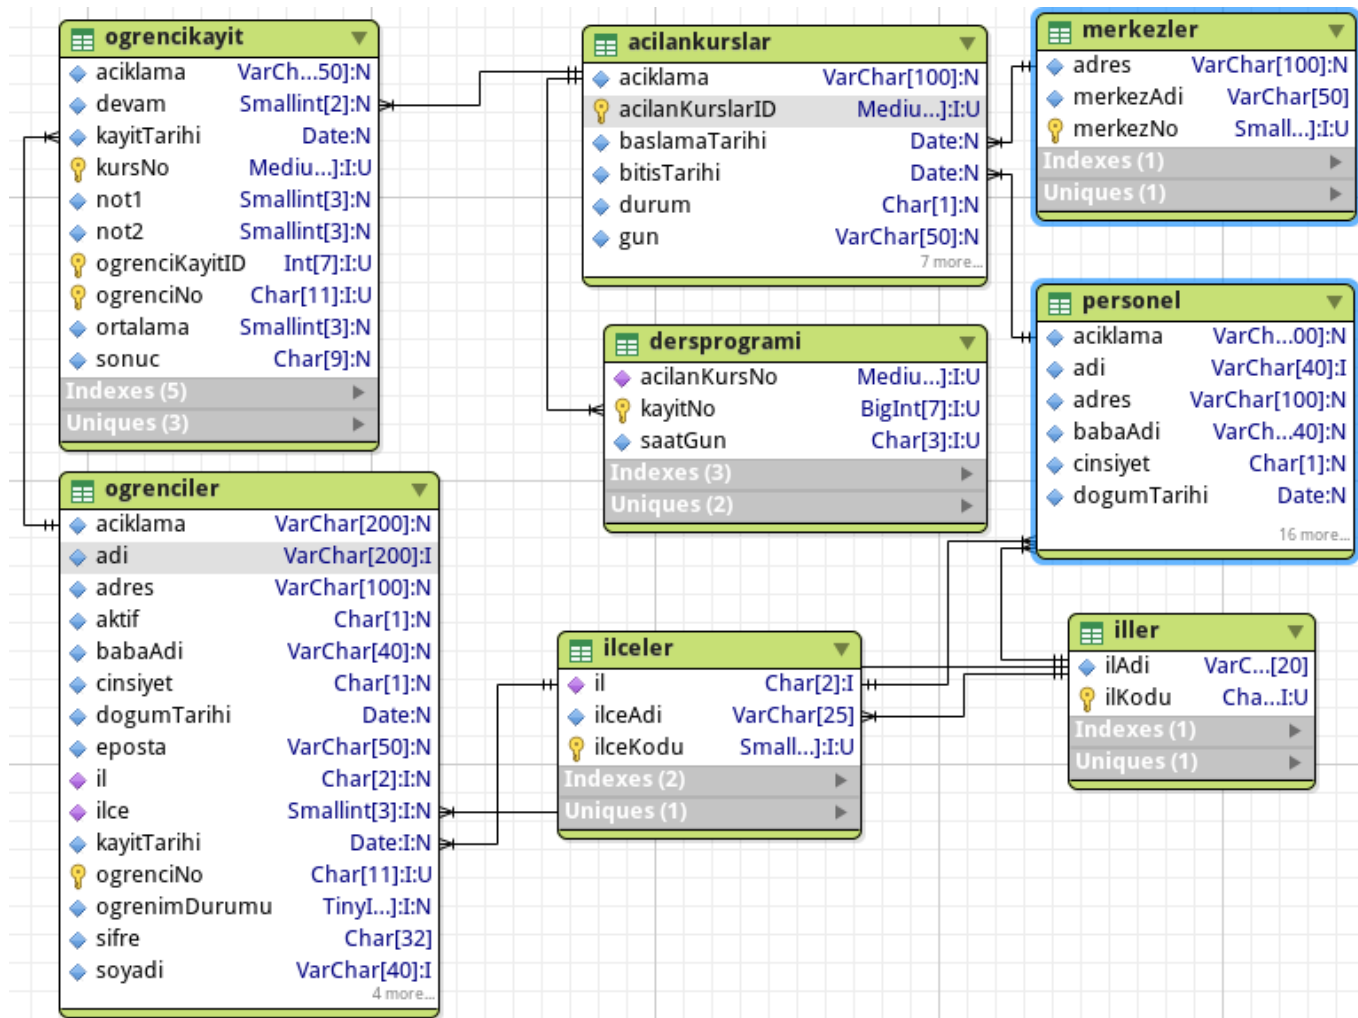 ogrencikayit
aciklama VarCh...50]:N
devam Smallint[2]:N
kayitTarihi Date:N
kursNo Mediu...]:I:U
not1 Smallint[3]:N
not2 Smallint[3]:N
ogrenciKayitID Int[7]:I:U
ogrenciNo Char[11]:I:U
ortalama Smallint[3]:N
sonuc Char[9]:N
Indexes (5)
Uniques (3)
ogrenciler
aciklama VarChar[200]:N
adi VarChar[200]:I
adres VarChar[100]:N
aktif Char[1]:N
babaAdi VarChar[40]:N
cinsiyet Char[1]:N
dogumTarihi Date:N
eposta VarChar[50]:N
il Char[2]:I:N
ilce Smallint[3]:I:N
kayitTarihi Date:I:N
ogrenciNo Char[11]:I:U
ogrenimDurumu TinyI...]:I:N
sifre Char[32]
soyadi VarChar[40]:I
4 more...
acilankurslar
aciklama VarChar[100]:N
acilanKurslarID Mediu...]:I:U
baslamaTarihi Date:N
bitisTarihi Date:N
durum Char[1]:N
gun VarChar[50]:N
7 more...
dersprogrami
acilanKursNo Mediu...]:I:U
kayitNo BigInt[7]:I:U
saatGun Char[3]:I:U
Indexes (3)
Uniques (2)
ilceler
il Char[2]:I
ilceAdi VarChar[25]
ilceKodu Small...]:I:U
Indexes (2)
Uniques (1)
merkezler
adres VarChar[100]:N
merkezAdi VarChar[50]
merkezNo Small...]:I:U
Indexes (1)
Uniques (1)
personel
aciklama VarCh...00]:N
adi VarChar[40]:I
adres VarChar[100]:N
babaAdi VarCh...40]:N
cinsiyet Char[1]:N
dogumTarihi Date:N
16 more...
iller
ilAdi VarC...[20]
ilKodu Cha...I:U
Indexes (1)
Uniques (1)